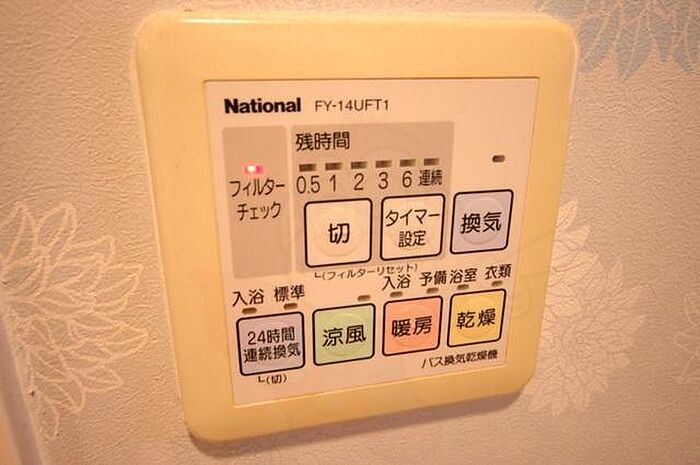 National FY-14UFT1
残時間
0.5 1 2 3 6 連続
フィルター
チェック
切
タイマー
設定
換気
(フィルターリセット)
入浴 標準
入浴 予備 浴室 衣類
24時間
連続換気
涼風
暖房
乾燥
(切)
バス換気乾燥機